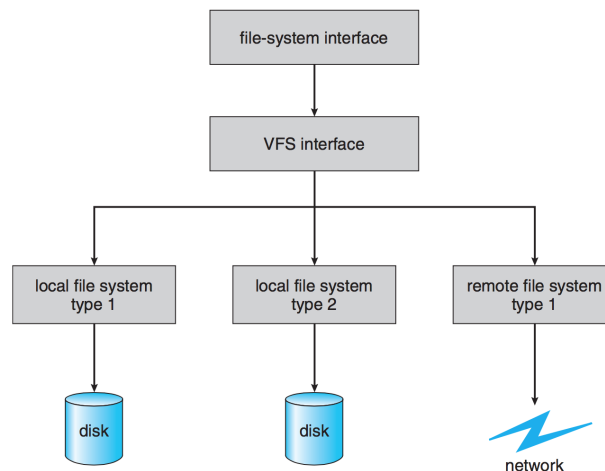 file-system interface
VFS interface
local file system
type 1
local file system
type 2
remote file system
type 1
disk
disk
network